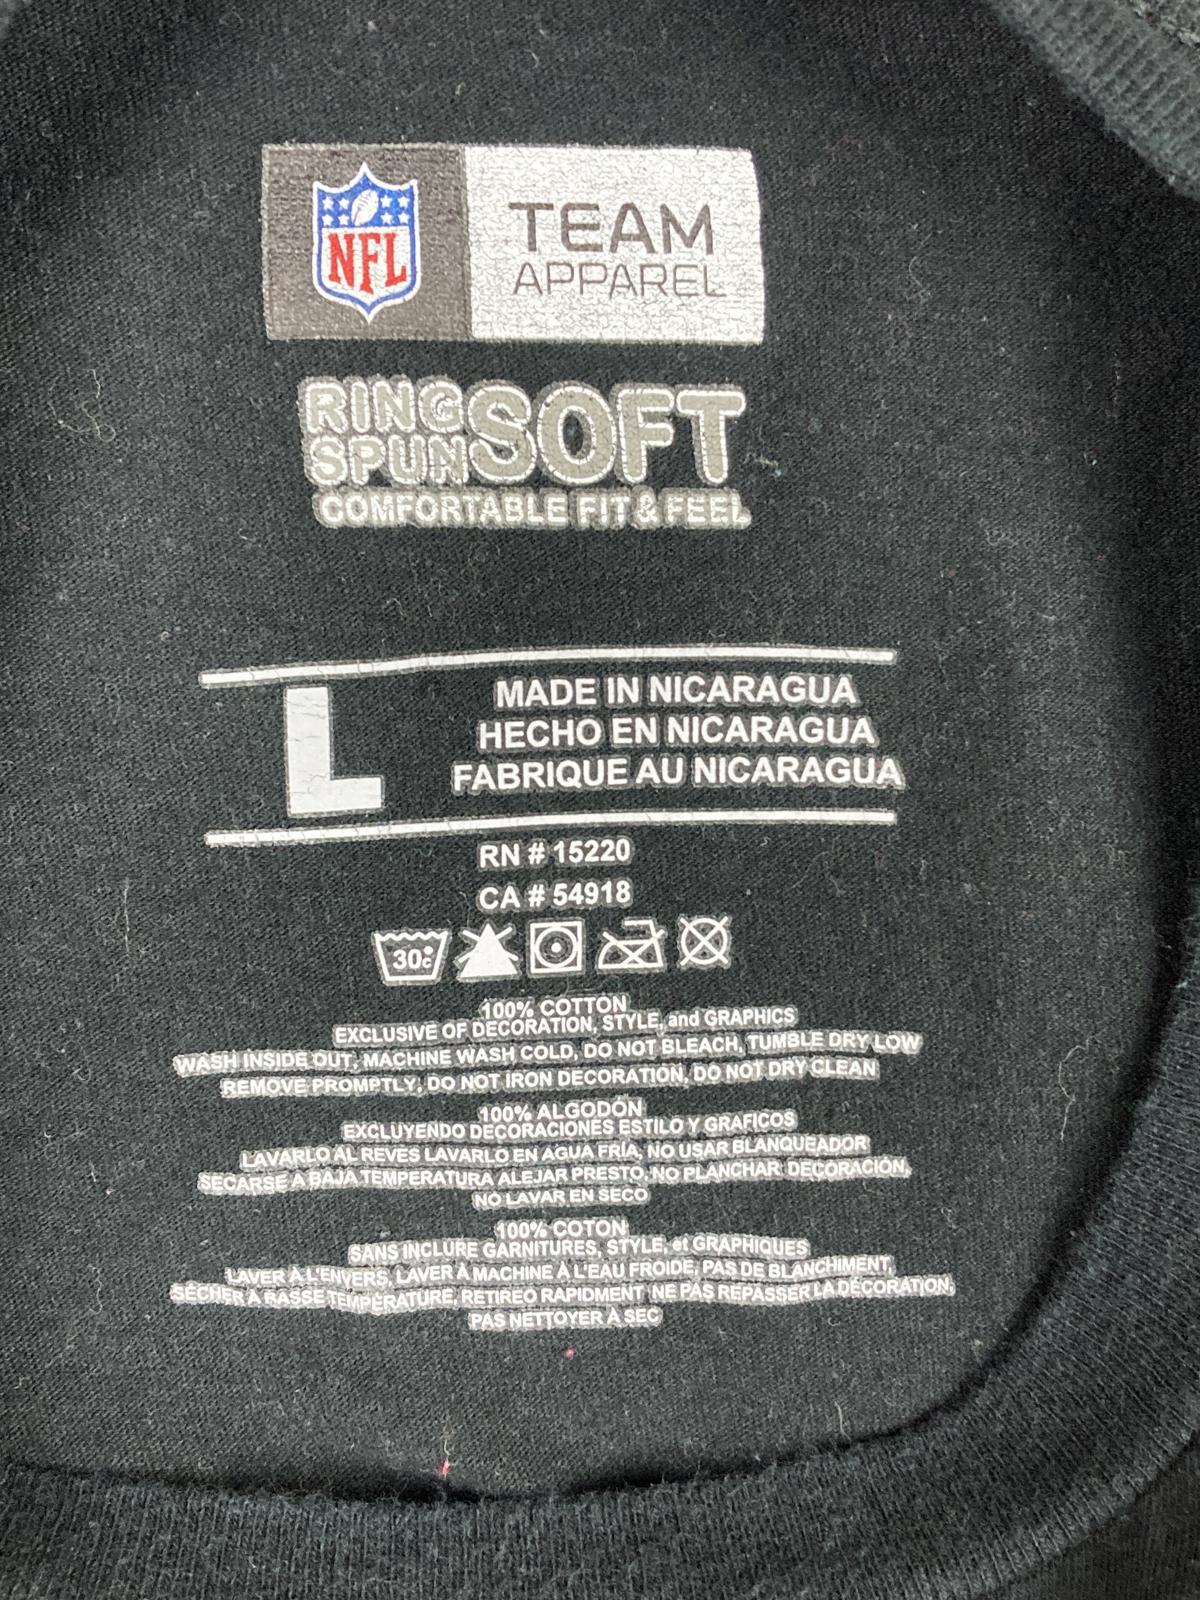 NFL
TEAM
APPAREL
RING
SPUN
SOFT
COMFORTABLE FIT & FEEL
L
MADE IN NICARAGUA
HECHO EN NICARAGUA
FABRIQUE AU NICARAGUA
RN # 15220
CA # 54918
30c
100% COTTON
EXCLUSIVE OF DECORATION, STYLE, and GRAPHICS
WASH INSIDE OUT, MACHINE WASH COLD, DO NOT BLEACH, TUMBLE DRY LOW
REMOVE PROMPTLY, DO NOT IRON DECORATION, DO NOT DRY CLEAN
100% ALGODÓN
EXCLUYENDO DECORACIONES ESTILO Y GRAFICOS
LAVARLO AL REVES LAVARLO EN AGUA FRÍA, NO USAR BLANQUEADOR
SECARSE A BAJA TEMPERATURA ALEJAR PRESTO, NO PLANCHAR DECORACION,
NO LAVAR EN SECO
100% COTON
SANS INCLURE GARNITURES, STYLE, et GRAPHIQUES
LAVER À L'ENVERS, LAVER À MACHINE À L'EAU FROIDE, PAS DE BLANCHIMENT,
SÉCHER À BASSE TEMPÉRATURE, RETIREO RAPIDMENT NE PAS REPASSER LA DÉCORATION,
PAS NETTOYER À SEC